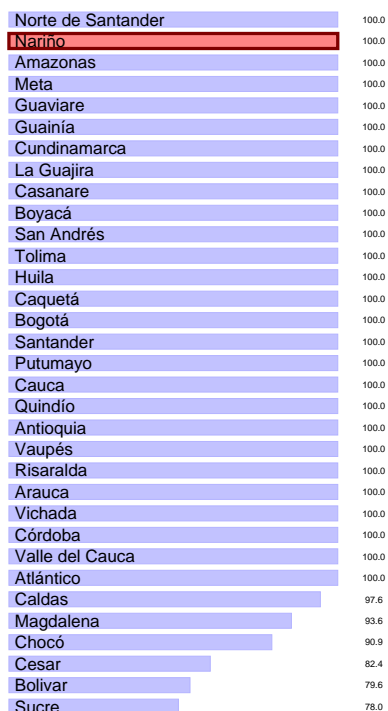 Norte de Santander 100.0
Nariño 100.0
Amazonas 100.0
Meta 100.0
Guaviare 100.0
Guainía 100.0
Cundinamarca 100.0
La Guajira 100.0
Casanare 100.0
Boyacá 100.0
San Andrés 100.0
Tolima 100.0
Huila 100.0
Caquetá 100.0
Bogotá 100.0
Santander 100.0
Putumayo 100.0
Cauca 100.0
Quindío 100.0
Antioquia 100.0
Vaupés 100.0
Risaralda 100.0
Arauca 100.0
Vichada 100.0
Córdoba 100.0
Valle del Cauca 100.0
Atlántico 100.0
Caldas 97.6
Magdalena 93.6
Chocó 90.9
Cesar 82.4
Bolivar 79.6
Sucre 78.0